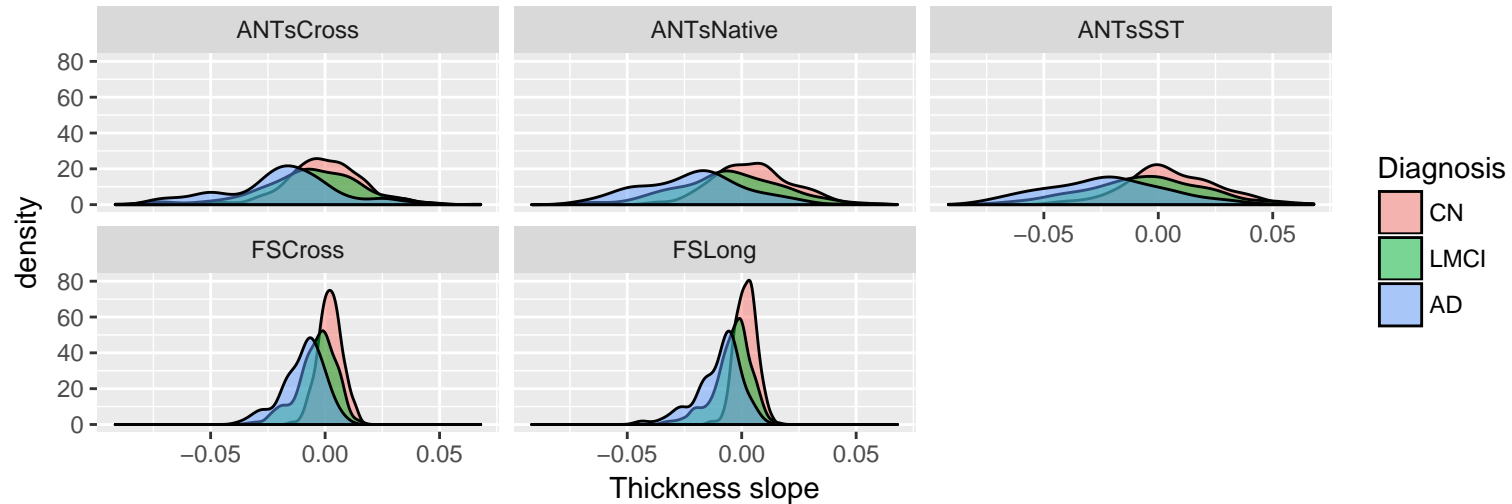 ANTsCross ANTsNative ANTsSST
80
60
40
20
0
−0.05 0.00 0.05
FSCross FSLong
80
60
40
20
0
−0.05 0.00 0.05 −0.05 0.00 0.05
density
Thickness slope
Diagnosis
CN
LMCI
AD